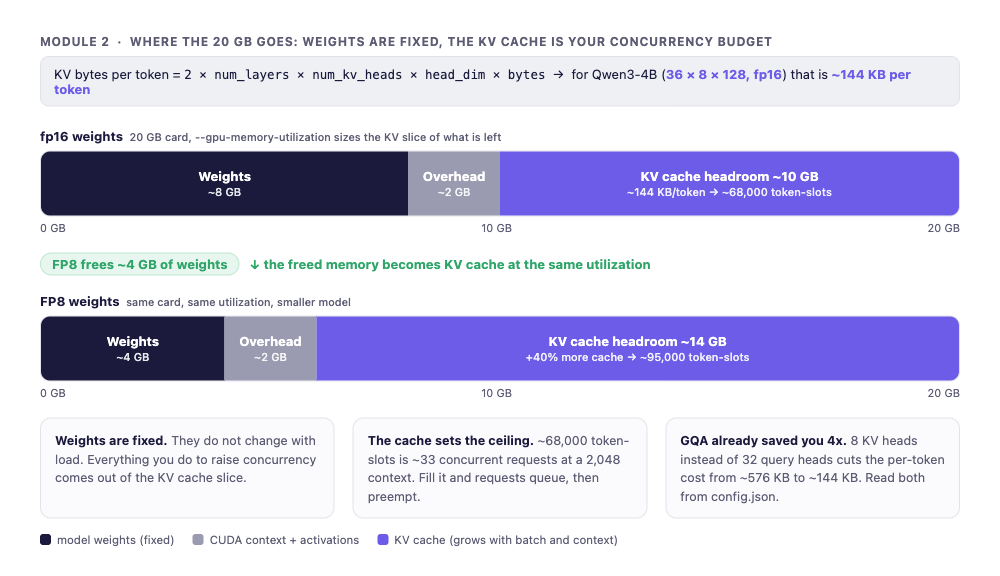 MODULE 2 · WHERE THE 20 GB GOES: WEIGHTS ARE FIXED, THE KV CACHE IS YOUR CONCURRENCY BUDGET
KV bytes per token = 2 × num_layers × num_kv_heads × head_dim × bytes → for Qwen3-4B (36 × 8 × 128, fp16) that is ~144 KB per
token
fp16 weights 20 GB card, --gpu-memory-utilization sizes the KV slice of what is left
Weights
~8 GB
Overhead
~2 GB
KV cache headroom ~10 GB
~144 KB/token → ~68,000 token-slots
0 GB
10 GB
20 GB
FP8 frees ~4 GB of weights
↓ the freed memory becomes KV cache at the same utilization
FP8 weights same card, same utilization, smaller model
Weights
~4 GB
Overhead
~2 GB
KV cache headroom ~14 GB
+40% more cache → ~95,000 token-slots
0 GB
10 GB
20 GB
Weights are fixed. They do not change with
load. Everything you do to raise concurrency
comes out of the KV cache slice.
The cache sets the ceiling. ~68,000 token-
slots is ~33 concurrent requests at a 2,048
context. Fill it and requests queue, then
preempt.
GQA already saved you 4x. 8 KV heads
instead of 32 query heads cuts the per-token
cost from ~576 KB to ~144 KB. Read both
from config.json.
model weights (fixed)
CUDA context + activations
KV cache (grows with batch and context)